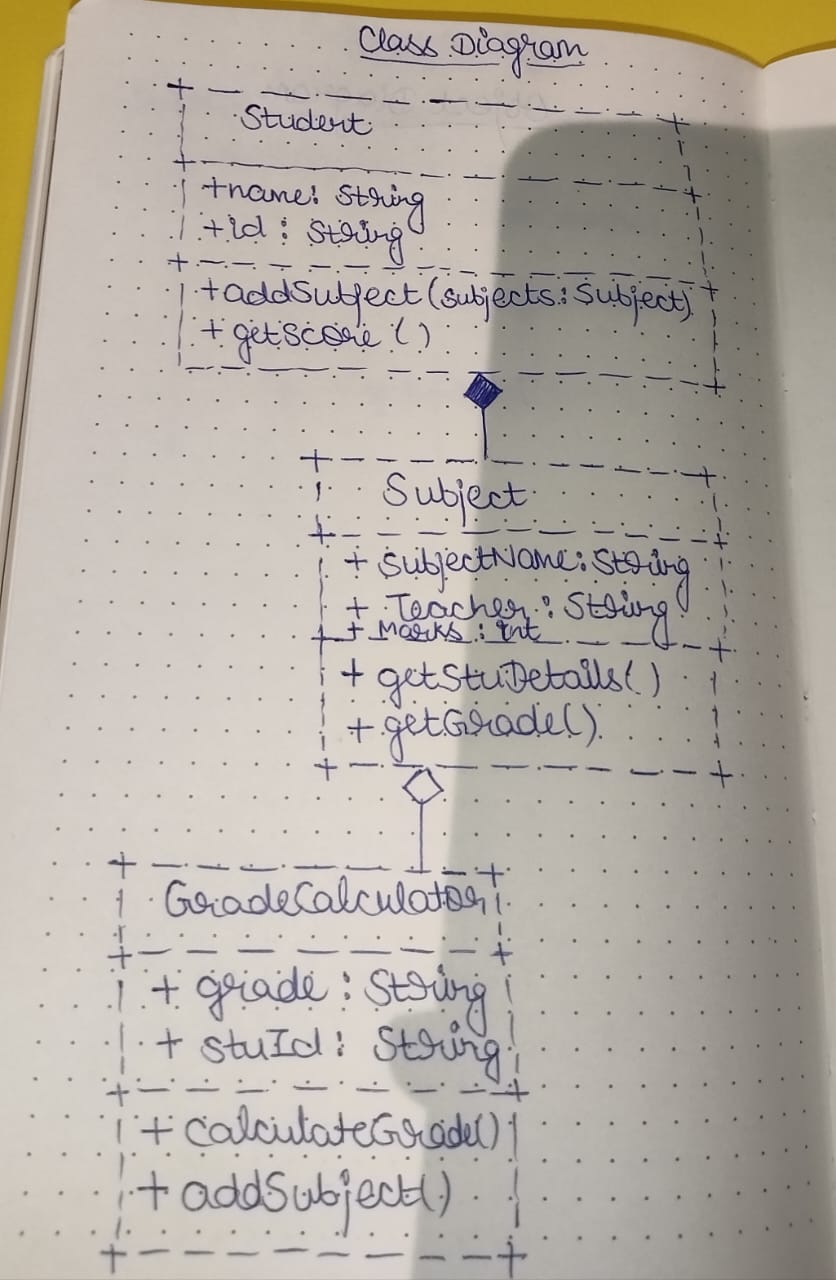 Class Diagram
Student
+name: String
+id: String
+addSubject(subjects: Subject)
+getScore()
Subject
+ SubjectName: String
+ Teacher: String
+ Marks: int
+ getStuDetails()
+ getGrade()
GradeCalculator
+ grade: String
+ stuId: String
+ calculateGrade()
+ addSubject()